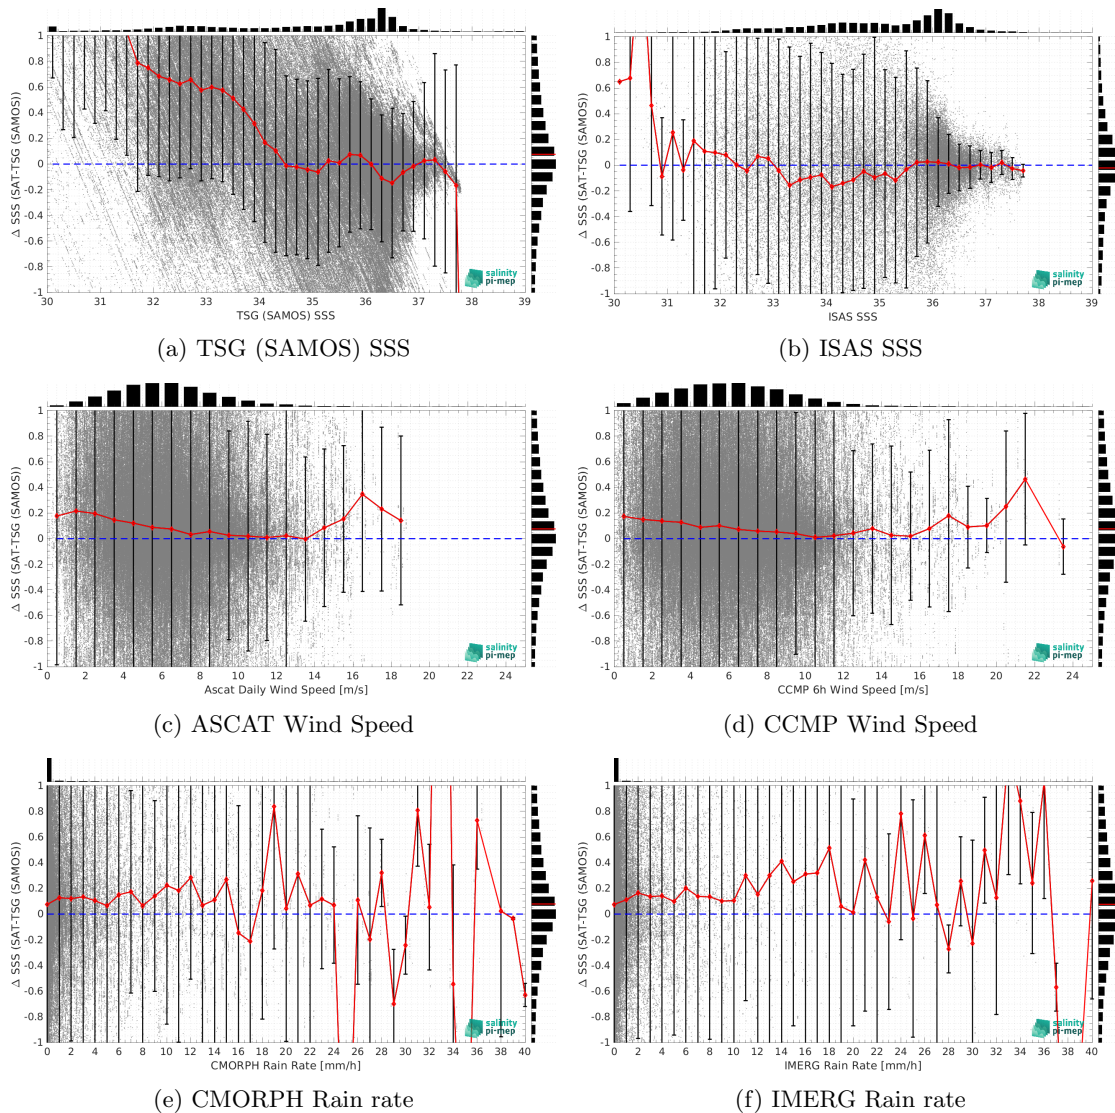 1
0.8
0.6
0.4
0.2
0
-0.2
-0.4
-0.6
-0.8
-1
30 31 32 33 34 35 36 37 38 39
Δ SSS (SAT-TSG (SAMOS))
TSG (SAMOS) SSS
salinity
pi-mep
(a) TSG (SAMOS) SSS
1
0.8
0.6
0.4
0.2
0
-0.2
-0.4
-0.6
-0.8
-1
30 31 32 33 34 35 36 37 38 39
Δ SSS (SAT-TSG (SAMOS))
ISAS SSS
salinity
pi-mep
(b) ISAS SSS
1
0.8
0.6
0.4
0.2
0
-0.2
-0.4
-0.6
-0.8
-1
0 2 4 6 8 10 12 14 16 18 20 22 24
Δ SSS (SAT-TSG (SAMOS))
Ascat Daily Wind Speed [m/s]
salinity
pi-mep
(c) ASCAT Wind Speed
1
0.8
0.6
0.4
0.2
0
-0.2
-0.4
-0.6
-0.8
-1
0 2 4 6 8 10 12 14 16 18 20 22 24
Δ SSS (SAT-TSG (SAMOS))
CCMP 6h Wind Speed [m/s]
salinity
pi-mep
(d) CCMP Wind Speed
1
0.8
0.6
0.4
0.2
0
-0.2
-0.4
-0.6
-0.8
-1
0 2 4 6 8 10 12 14 16 18 20 22 24 26 28 30 32 34 36 38 40
Δ SSS (SAT-TSG (SAMOS))
CMORPH Rain Rate [mm/h]
salinity
pi-mep
(e) CMORPH Rain rate
1
0.8
0.6
0.4
0.2
0
-0.2
-0.4
-0.6
-0.8
-1
0 2 4 6 8 10 12 14 16 18 20 22 24 26 28 30 32 34 36 38 40
Δ SSS (SAT-TSG (SAMOS))
IMERG Rain Rate [mm/h]
salinity
pi-mep
(f) IMERG Rain rate